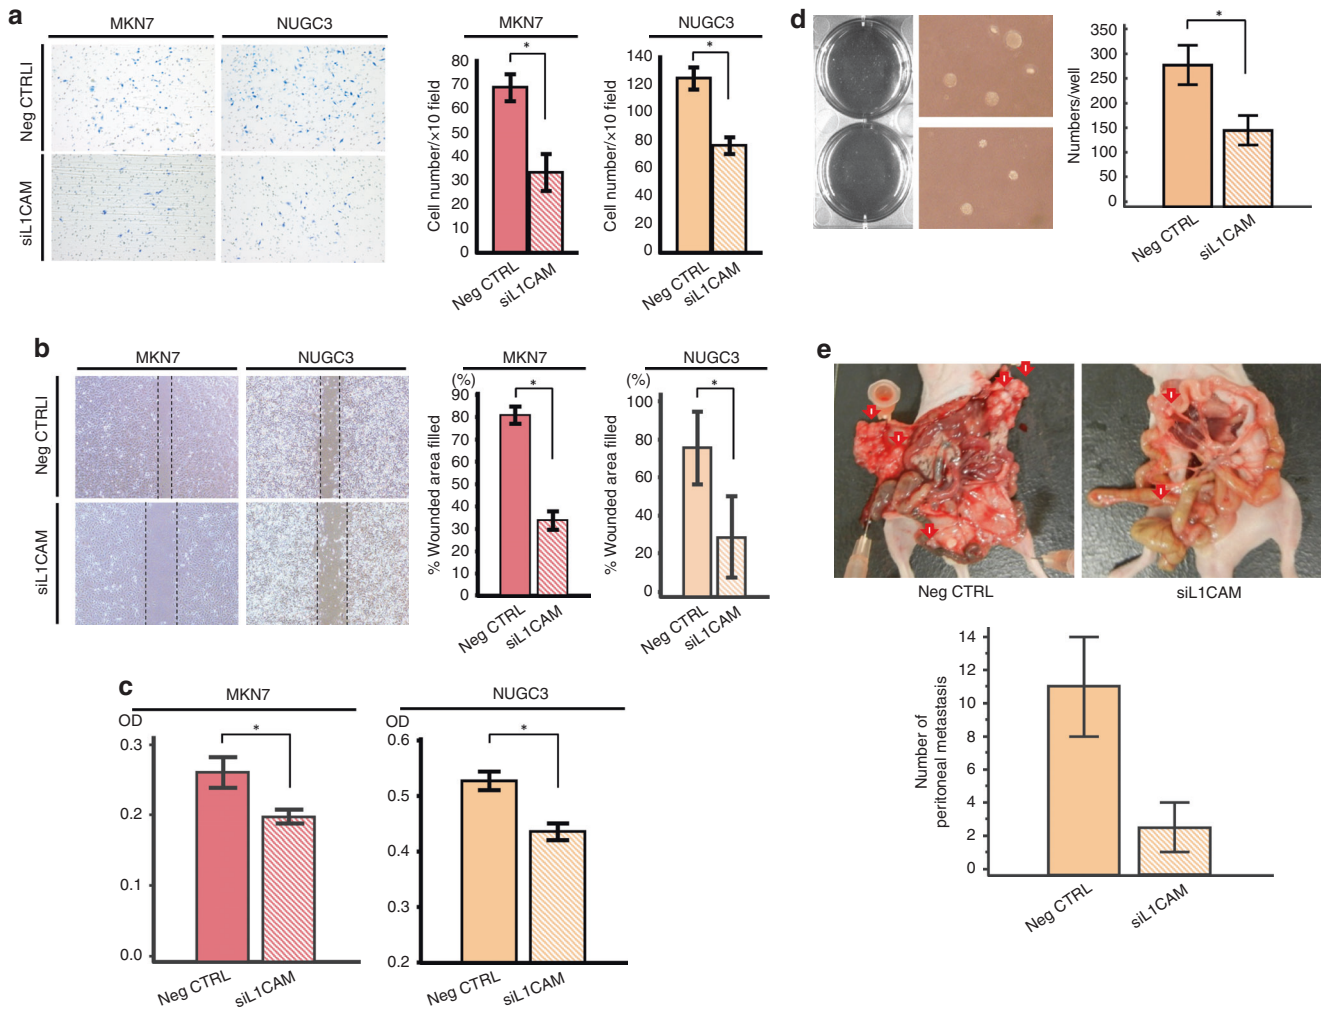 a
MKN7
NUGC3
Neg CTRLI
siL1CAM
MKN7
Cell number/×10 field
80
70
60
50
40
30
20
10
0
*
Neg CTRL
siL1CAM
NUGC3
Cell number/×10 field
140
120
100
80
60
40
20
0
*
Neg CTRL
siL1CAM
b
MKN7
NUGC3
Neg CTRLI
siL1CAM
MKN7
(%)
% Wounded area filled
90
80
70
60
50
40
30
20
10
0
*
Neg CTRL
siL1CAM
NUGC3
(%)
% Wounded area filled
100
80
60
40
20
0
*
Neg CTRL
siL1CAM
c
MKN7
OD
0.3
0.2
0.1
0.0
*
Neg CTRL
siL1CAM
NUGC3
OD
0.6
0.5
0.4
0.3
0.2
*
Neg CTRL
siL1CAM
d
Numbers/well
350
300
250
200
150
100
50
0
*
Neg CTRL
siL1CAM
e
Neg CTRL
siL1CAM
Number of
peritoneal metastasis
14
12
10
8
6
4
2
0
Neg CTRL
siL1CAM